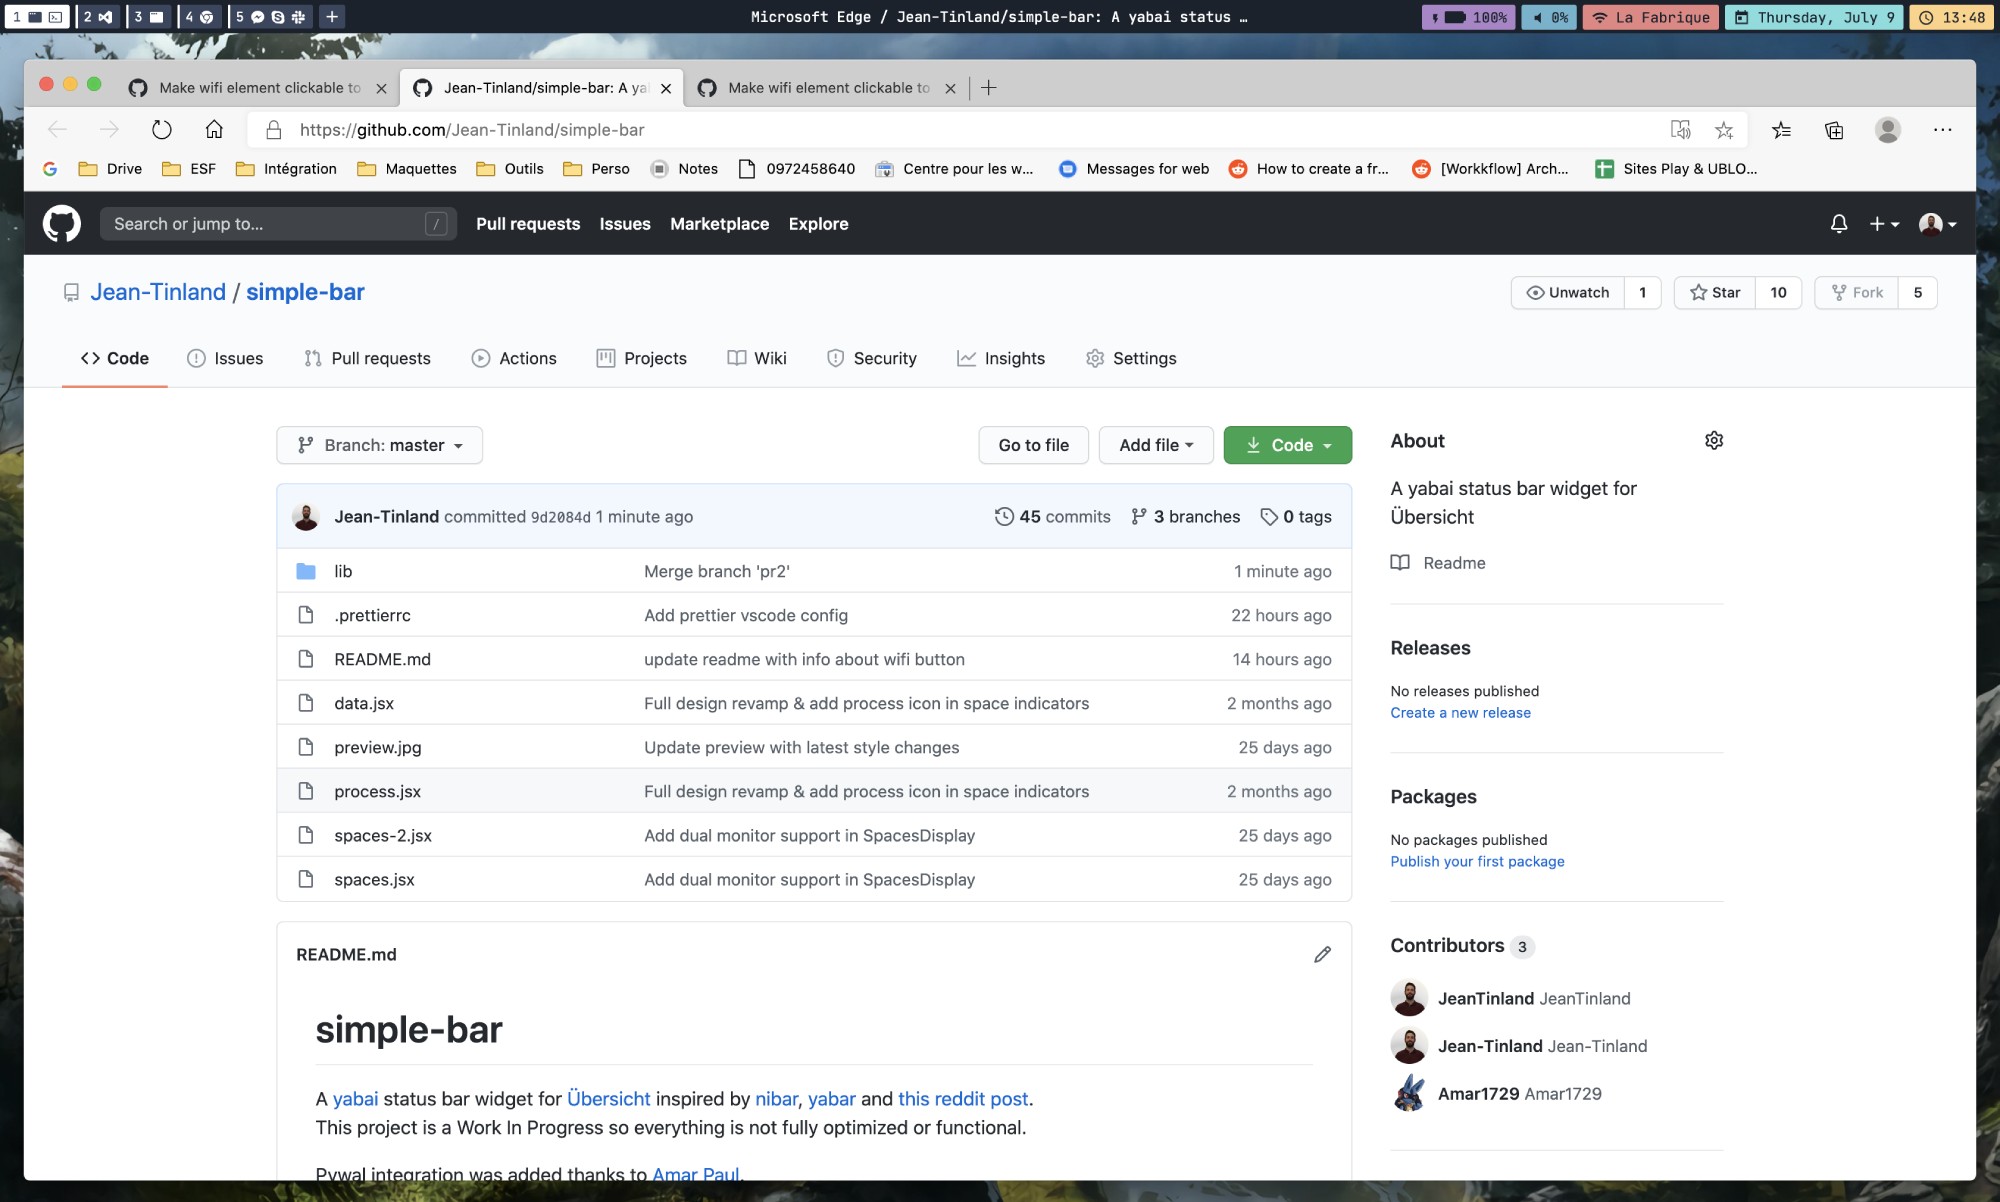 1 2 3 4 5 + Microsoft Edge / Jean-Tinland/simple-bar: A yabai status … 100% 0% La Fabrique Thursday, July 9 13:48
Make wifi element clickable to Jean-Tinland/simple-bar: A ya Make wifi element clickable to
https://github.com/Jean-Tinland/simple-bar
Drive ESF Intégration Maquettes Outils Perso Notes 0972458640 Centre pour les w... Messages for web How to create a fr... [Workkflow] Arch... Sites Play & UBLO...
Search or jump to... / Pull requests Issues Marketplace Explore
Jean-Tinland / simple-bar Unwatch 1 Star 10 Fork 5
Code Issues Pull requests Actions Projects Wiki Security Insights Settings
Branch: master Go to file Add file Code
Jean-Tinland committed 9d2084d 1 minute ago 45 commits 3 branches 0 tags
lib Merge branch 'pr2' 1 minute ago
.prettierrc Add prettier vscode config 22 hours ago
README.md update readme with info about wifi button 14 hours ago
data.jsx Full design revamp & add process icon in space indicators 2 months ago
preview.jpg Update preview with latest style changes 25 days ago
process.jsx Full design revamp & add process icon in space indicators 2 months ago
spaces-2.jsx Add dual monitor support in SpacesDisplay 25 days ago
spaces.jsx Add dual monitor support in SpacesDisplay 25 days ago
README.md
simple-bar
A yabai status bar widget for Übersicht inspired by nibar, yabar and this reddit post.
This project is a Work In Progress so everything is not fully optimized or functional.
Pywal integration was added thanks to Amar Paul.
About
A yabai status bar widget for
Übersicht
Readme
Releases
No releases published
Create a new release
Packages
No packages published
Publish your first package
Contributors 3
JeanTinland JeanTinland
Jean-Tinland Jean-Tinland
Amar1729 Amar1729